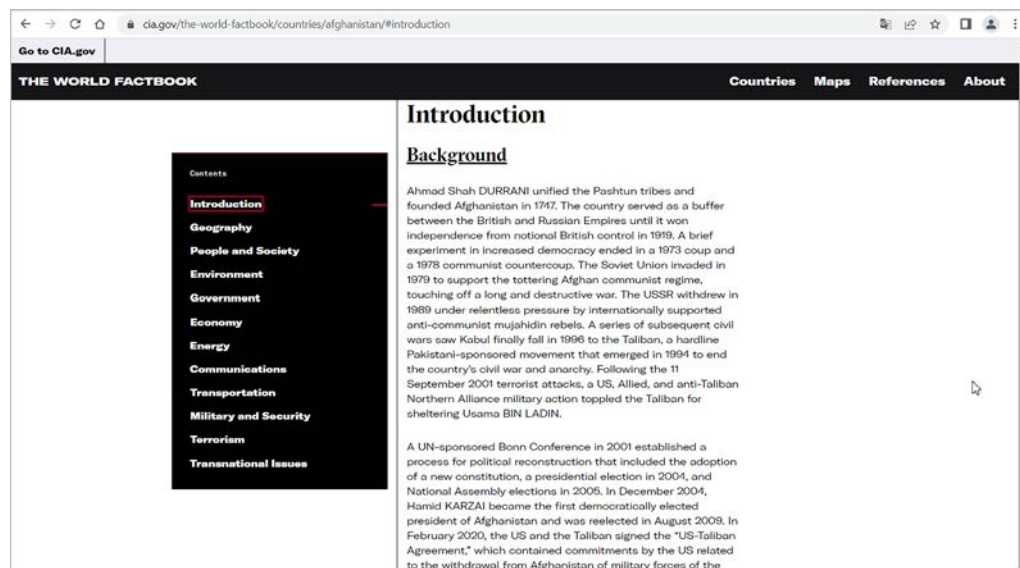 cia.gov/the-world-factbook/countries/afghanistan/#introduction
Go to CIA.gov
THE WORLD FACTBOOK
Countries Maps References About
Contents
Introduction
Geography
People and Society
Environment
Government
Economy
Energy
Communications
Transportation
Military and Security
Terrorism
Transnational Issues
Introduction
Background
Ahmad Shah DURRANI unified the Pashtun tribes and
founded Afghanistan in 1747. The country served as a buffer
between the British and Russian Empires until it won
independence from notional British control in 1919. A brief
experiment in increased democracy ended in a 1973 coup and
a 1978 communist countercoup. The Soviet Union invaded in
1979 to support the tottering Afghan communist regime,
touching off a long and destructive war. The USSR withdrew in
1989 under relentless pressure by internationally supported
anti-communist mujahidin rebels. A series of subsequent civil
wars saw Kabul finally fall in 1996 to the Taliban, a hardline
Pakistani-sponsored movement that emerged in 1994 to end
the country's civil war and anarchy. Following the 11
September 2001 terrorist attacks, a US, Allied, and anti-Taliban
Northern Alliance military action toppled the Taliban for
sheltering Usama BIN LADIN.
A UN-sponsored Bonn Conference in 2001 established a
process for political reconstruction that included the adoption
of a new constitution, a presidential election in 2004, and
National Assembly elections in 2005. In December 2004,
Hamid KARZAI became the first democratically elected
president of Afghanistan and was reelected in August 2009. In
February 2020, the US and the Taliban signed the "US-Taliban
Agreement," which contained commitments by the US related
to the withdrawal from Afghanistan of military forces of the